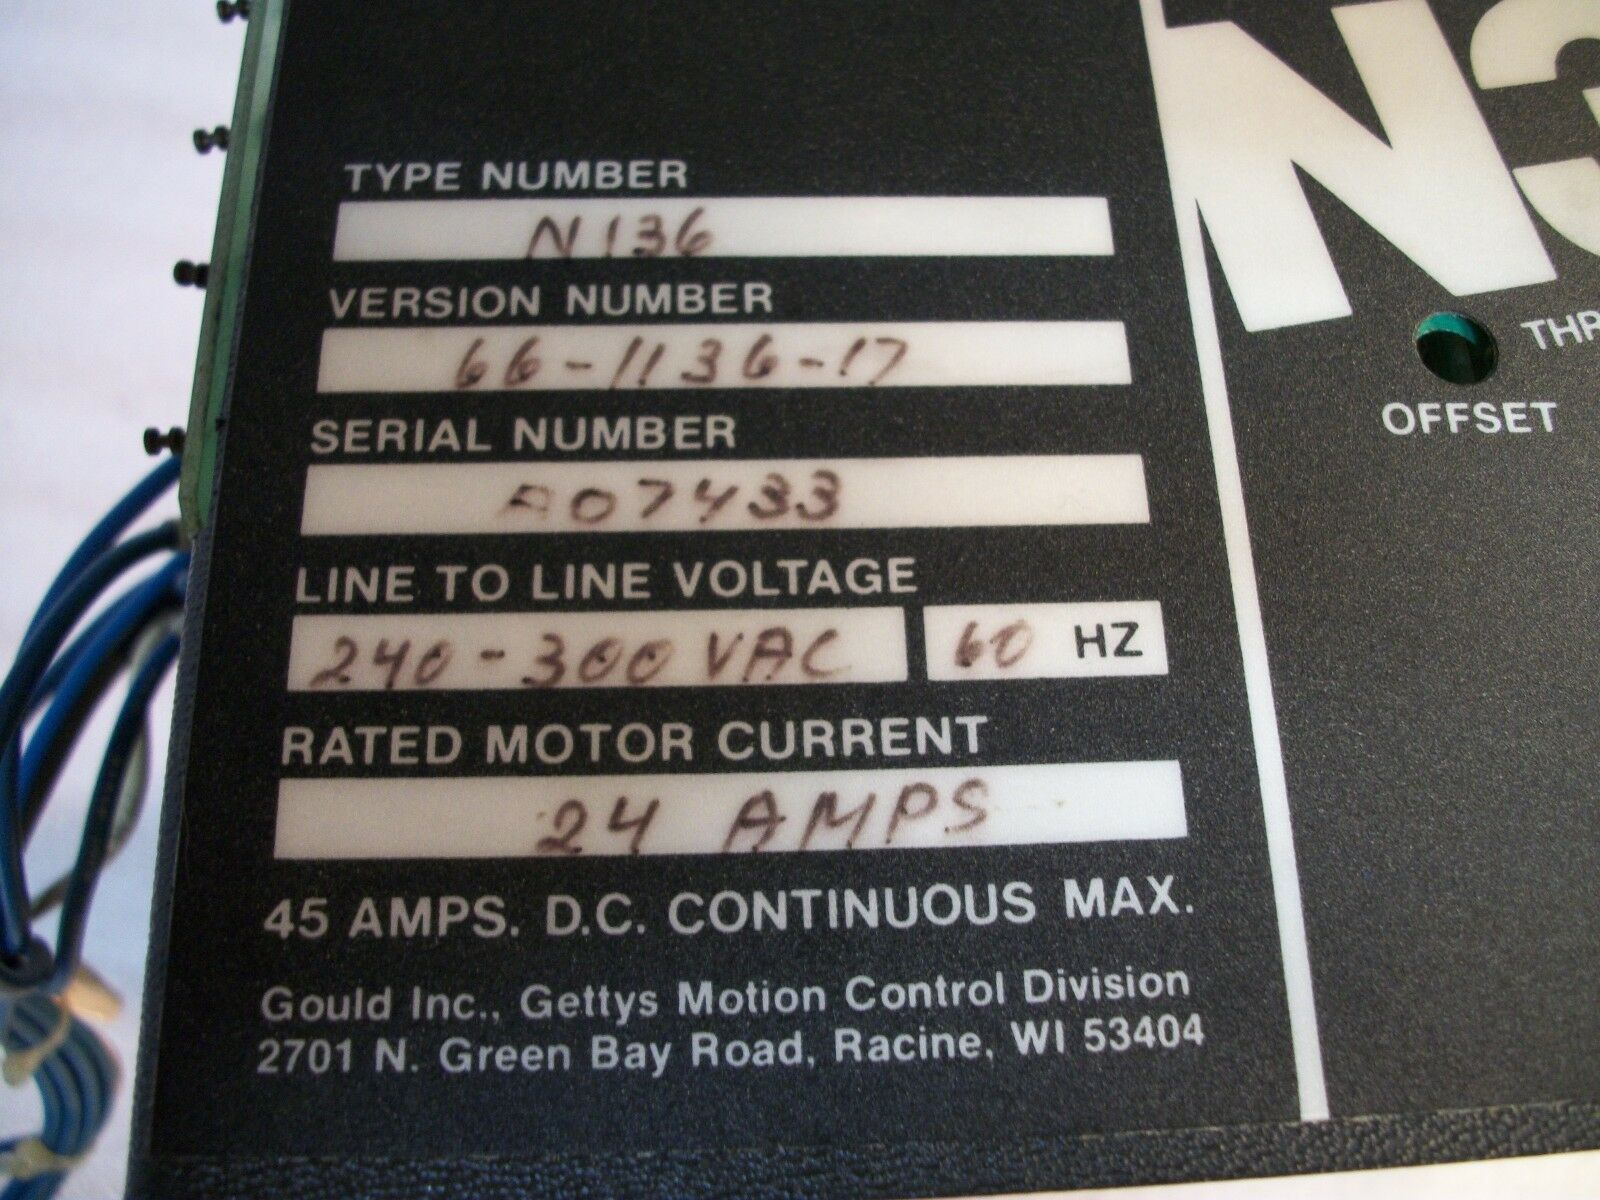 TYPE NUMBER
N136
VERSION NUMBER
66-1136-17
SERIAL NUMBER
A07433
LINE TO LINE VOLTAGE
240-300 VAC 60 HZ
RATED MOTOR CURRENT
24 AMPS
45 AMPS. D.C. CONTINUOUS MAX.
Gould Inc., Gettys Motion Control Division
2701 N. Green Bay Road, Racine, WI 53404
N3
OFFSET